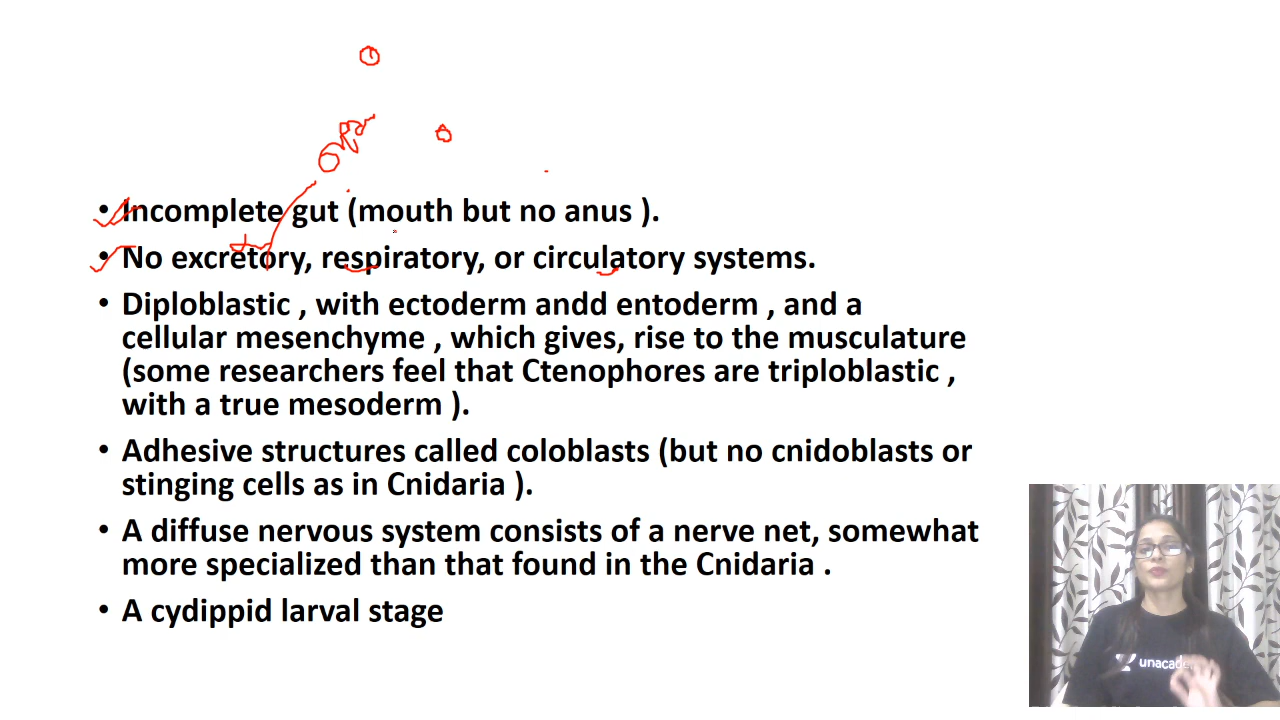 • Incomplete gut (mouth but no anus ).
• No excretory, respiratory, or circulatory systems.
• Diploblastic , with ectoderm andd entoderm , and a
cellular mesenchyme , which gives, rise to the musculature
(some researchers feel that Ctenophores are triploblastic ,
with a true mesoderm ).
• Adhesive structures called coloblasts (but no cnidoblasts or
stinging cells as in Cnidaria ).
• A diffuse nervous system consists of a nerve net, somewhat
more specialized than that found in the Cnidaria .
• A cydippid larval stage
unacade